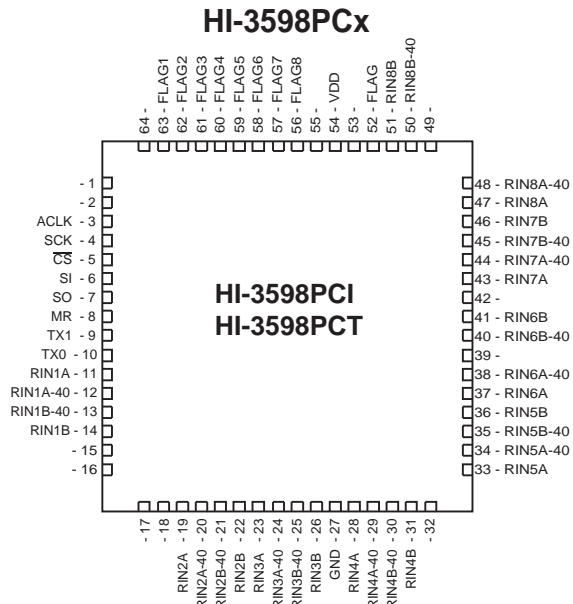 HI-3598PCx
64 -
63 - FLAG1
62 - FLAG2
61 - FLAG3
60 - FLAG4
59 - FLAG5
58 - FLAG6
57 - FLAG7
56 - FLAG8
55 -
54 - VDD
53 -
52 - FLAG
51 - RIN8B
50 - RIN8B-40
49 -
- 1
- 2
ACLK - 3
SCK - 4
CS - 5
SI - 6
SO - 7
MR - 8
TX1 - 9
TX0 - 10
RIN1A - 11
RIN1A-40 - 12
RIN1B-40 - 13
RIN1B - 14
- 15
- 16
HI-3598PCI
HI-3598PCT
48 - RIN8A-40
47 - RIN8A
46 - RIN7B
45 - RIN7B-40
44 - RIN7A-40
43 - RIN7A
42 -
41 - RIN6B
40 - RIN6B-40
39 -
38 - RIN6A-40
37 - RIN6A
36 - RIN5B
35 - RIN5B-40
34 - RIN5A-40
33 - RIN5A
- 17
- 18
RIN2A - 19
RIN2A-40 - 20
RIN2B-40 - 21
RIN2B - 22
RIN3A - 23
RIN3A-40 - 24
RIN3B-40 - 25
RIN3B - 26
GND - 27
RIN4A - 28
RIN4A-40 - 29
RIN4B-40 - 30
RIN4B - 31
- 32